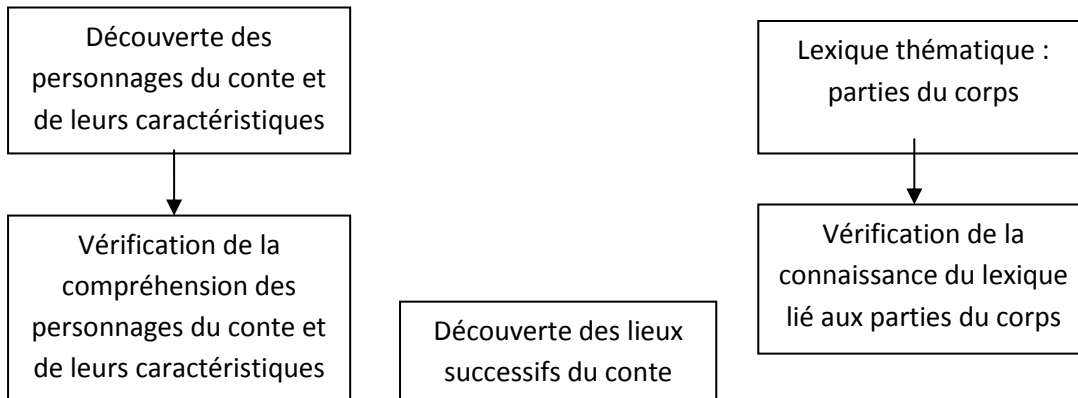 Découverte des
personnages du conte et
de leurs caractéristiques
Lexique thématique :
parties du corps
Vérification de la
compréhension des
personnages du conte et
de leurs caractéristiques
Découverte des lieux
successifs du conte
Vérification de la
connaissance du lexique
lié aux parties du corps